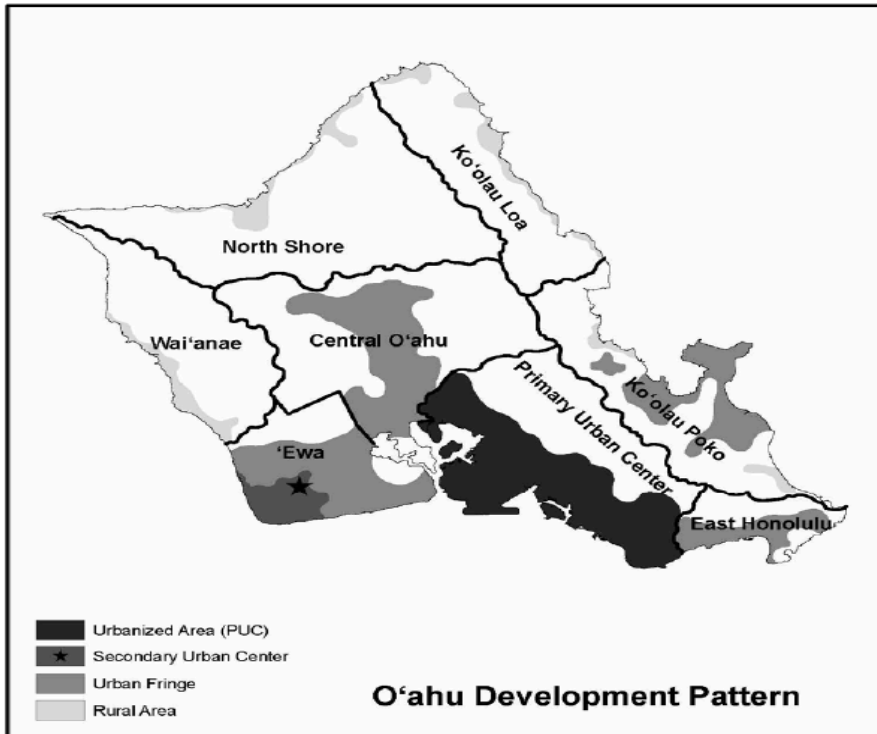 Ko‘olau Loa
North Shore
Wai‘anae
Central O‘ahu
Primary Urban Center
Ko‘olau Poko
‘Ewa
East Honolulu
Urbanized Area (PUC)
Secondary Urban Center
Urban Fringe
Rural Area
O‘ahu Development Pattern